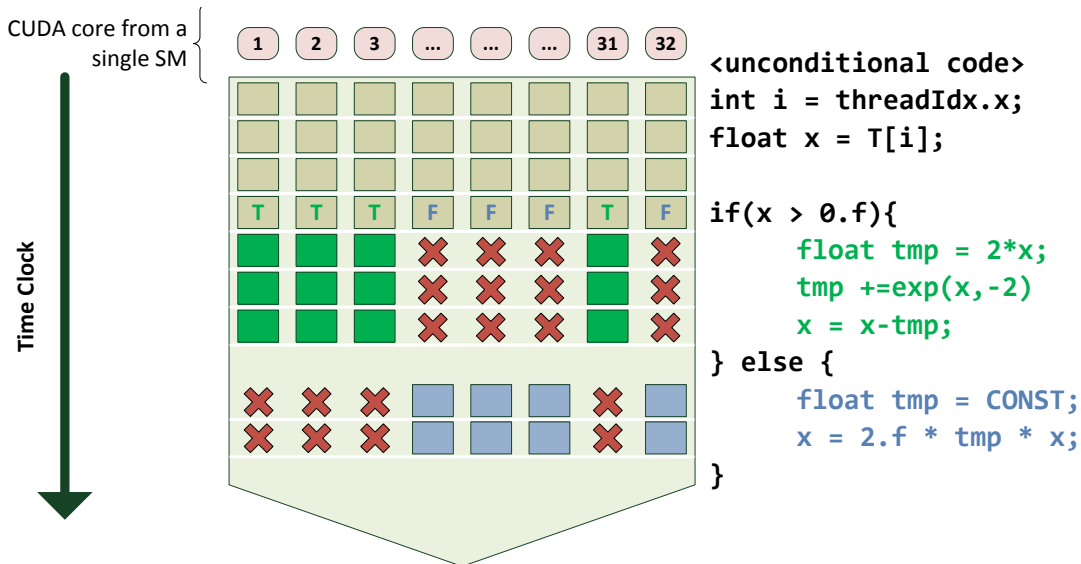 CUDA core from a
single SM
1 2 3 ... ... ... 31 32
Time Clock
<unconditional code>
int i = threadIdx.x;
float x = T[i];
T T T F F F T F
if(x > 0.f){
float tmp = 2*x;
tmp +=exp(x,-2)
x = x-tmp;
} else {
float tmp = CONST;
x = 2.f * tmp * x;
}